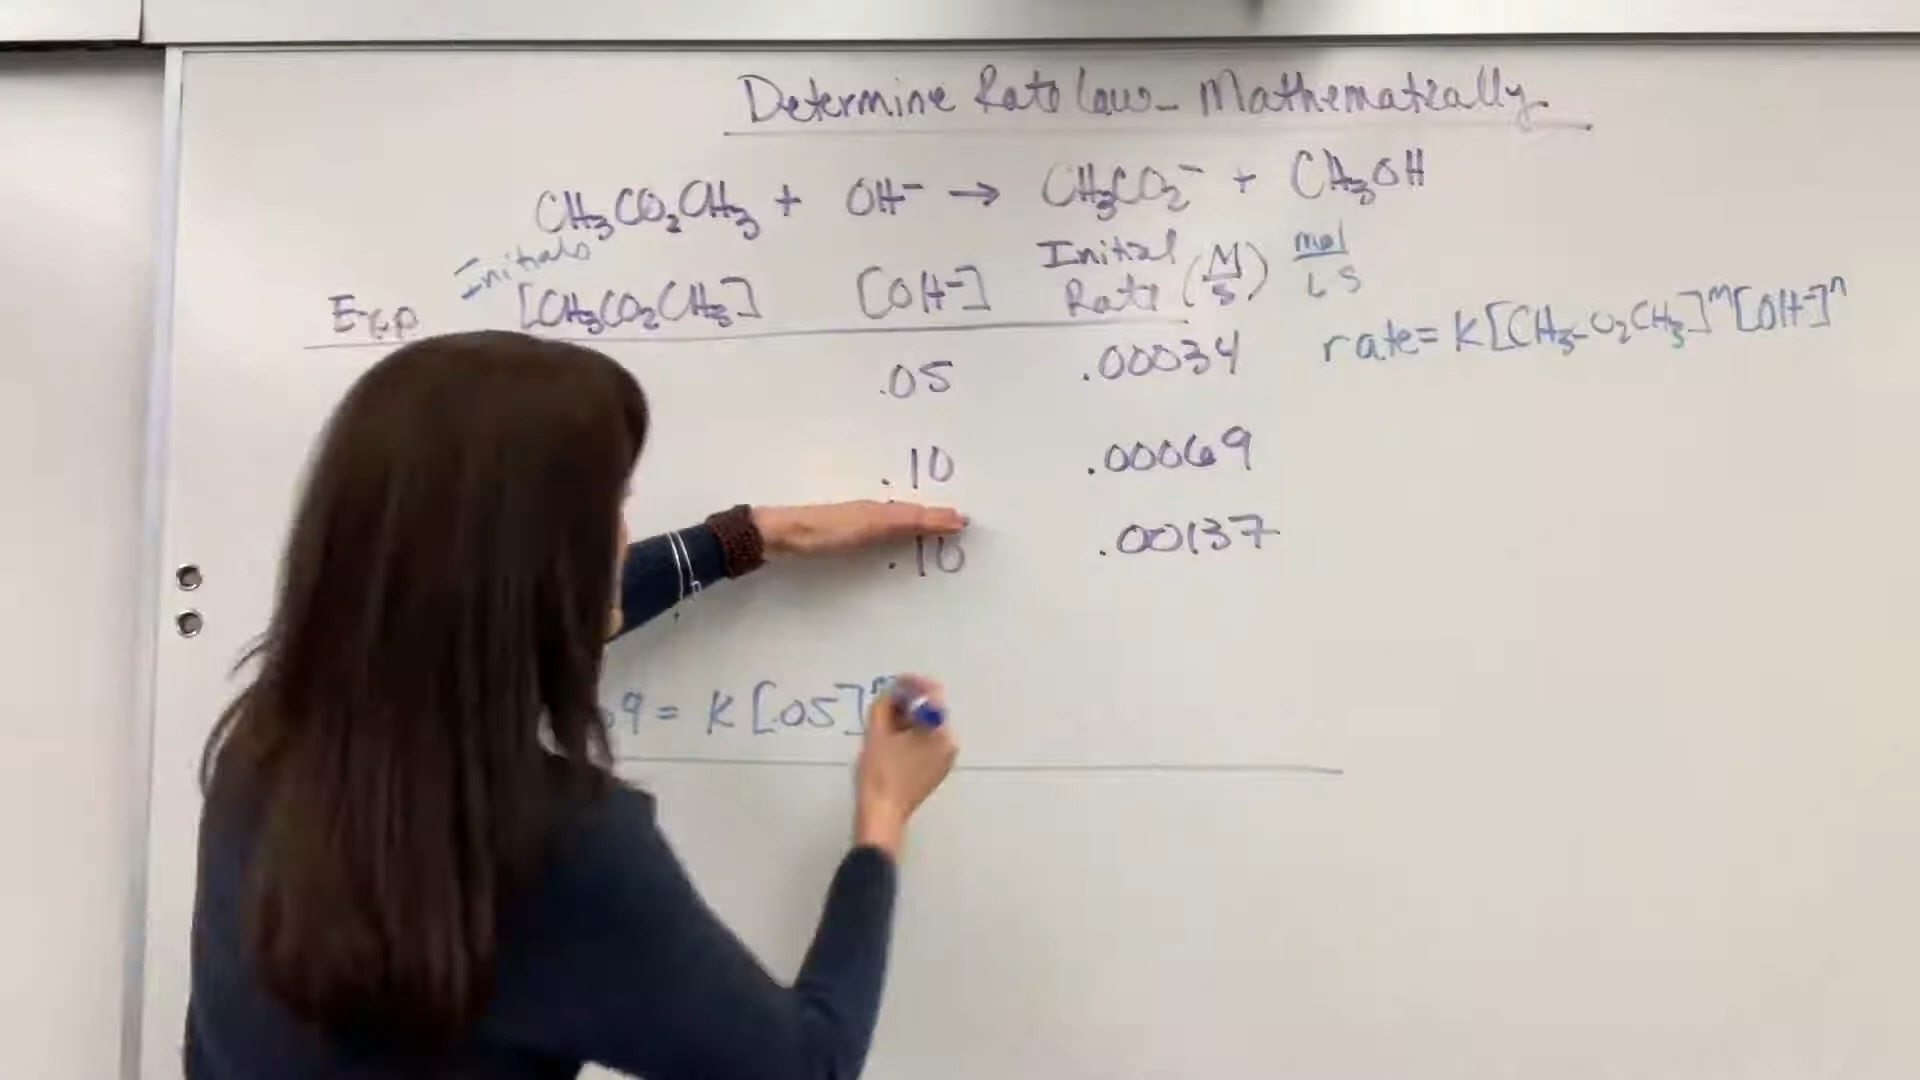 Determine Rate Law - Mathematically.
CH₃CO₂CH₃ + OH⁻ → CH₃CO₂⁻ + CH₃OH
Initials
Exp. [CH₃CO₂CH₃] [OH⁻] Initial Rate (M/s) mol/L S
rate= K[CH₃CO₂CH₃]ᵐ[OH⁻]ⁿ
.05 .00034
.10 .00069
.10 .00137
69 = K [.05]ᵐ